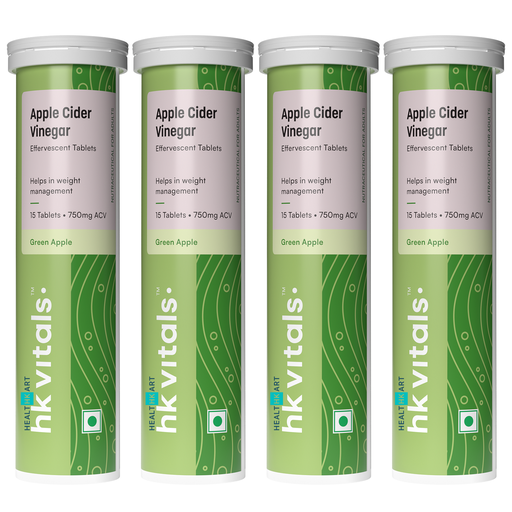 Apple Cider
Vinegar
Effervescent Tablets
Helps in weight
management
15 Tablets • 750mg ACV
Green Apple
NUTRACEUTICAL FOR ADULTS
HEALTHKART
hk vitals™
Apple Cider
Vinegar
Effervescent Tablets
Helps in weight
management
15 Tablets • 750mg ACV
Green Apple
NUTRACEUTICAL FOR ADULTS
HEALTHKART
hk vitals™
Apple Cider
Vinegar
Effervescent Tablets
Helps in weight
management
15 Tablets • 750mg ACV
Green Apple
NUTRACEUTICAL FOR ADULTS
HEALTHKART
hk vitals™
Apple Cider
Vinegar
Effervescent Tablets
Helps in weight
management
15 Tablets • 750mg ACV
Green Apple
NUTRACEUTICAL FOR ADULTS
HEALTHKART
hk vitals™